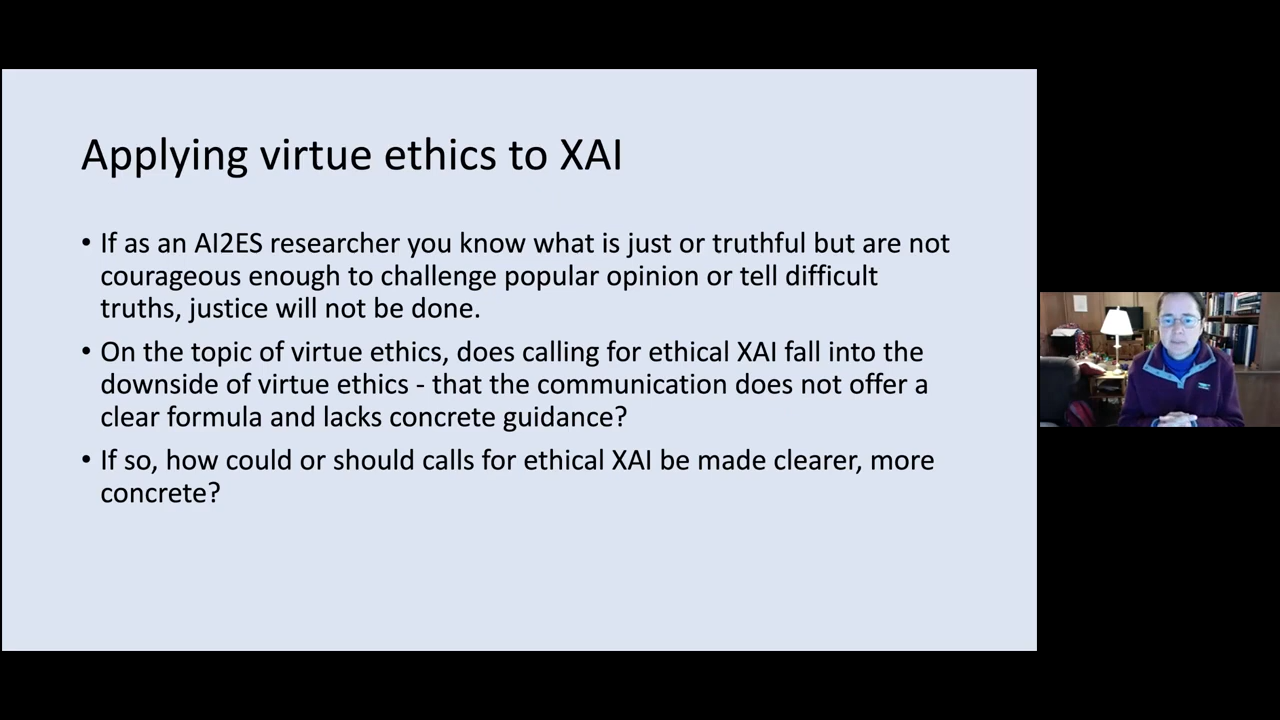 Applying virtue ethics to XAI
• If as an AI2ES researcher you know what is just or truthful but are not
courageous enough to challenge popular opinion or tell difficult
truths, justice will not be done.
• On the topic of virtue ethics, does calling for ethical XAI fall into the
downside of virtue ethics - that the communication does not offer a
clear formula and lacks concrete guidance?
• If so, how could or should calls for ethical XAI be made clearer, more
concrete?